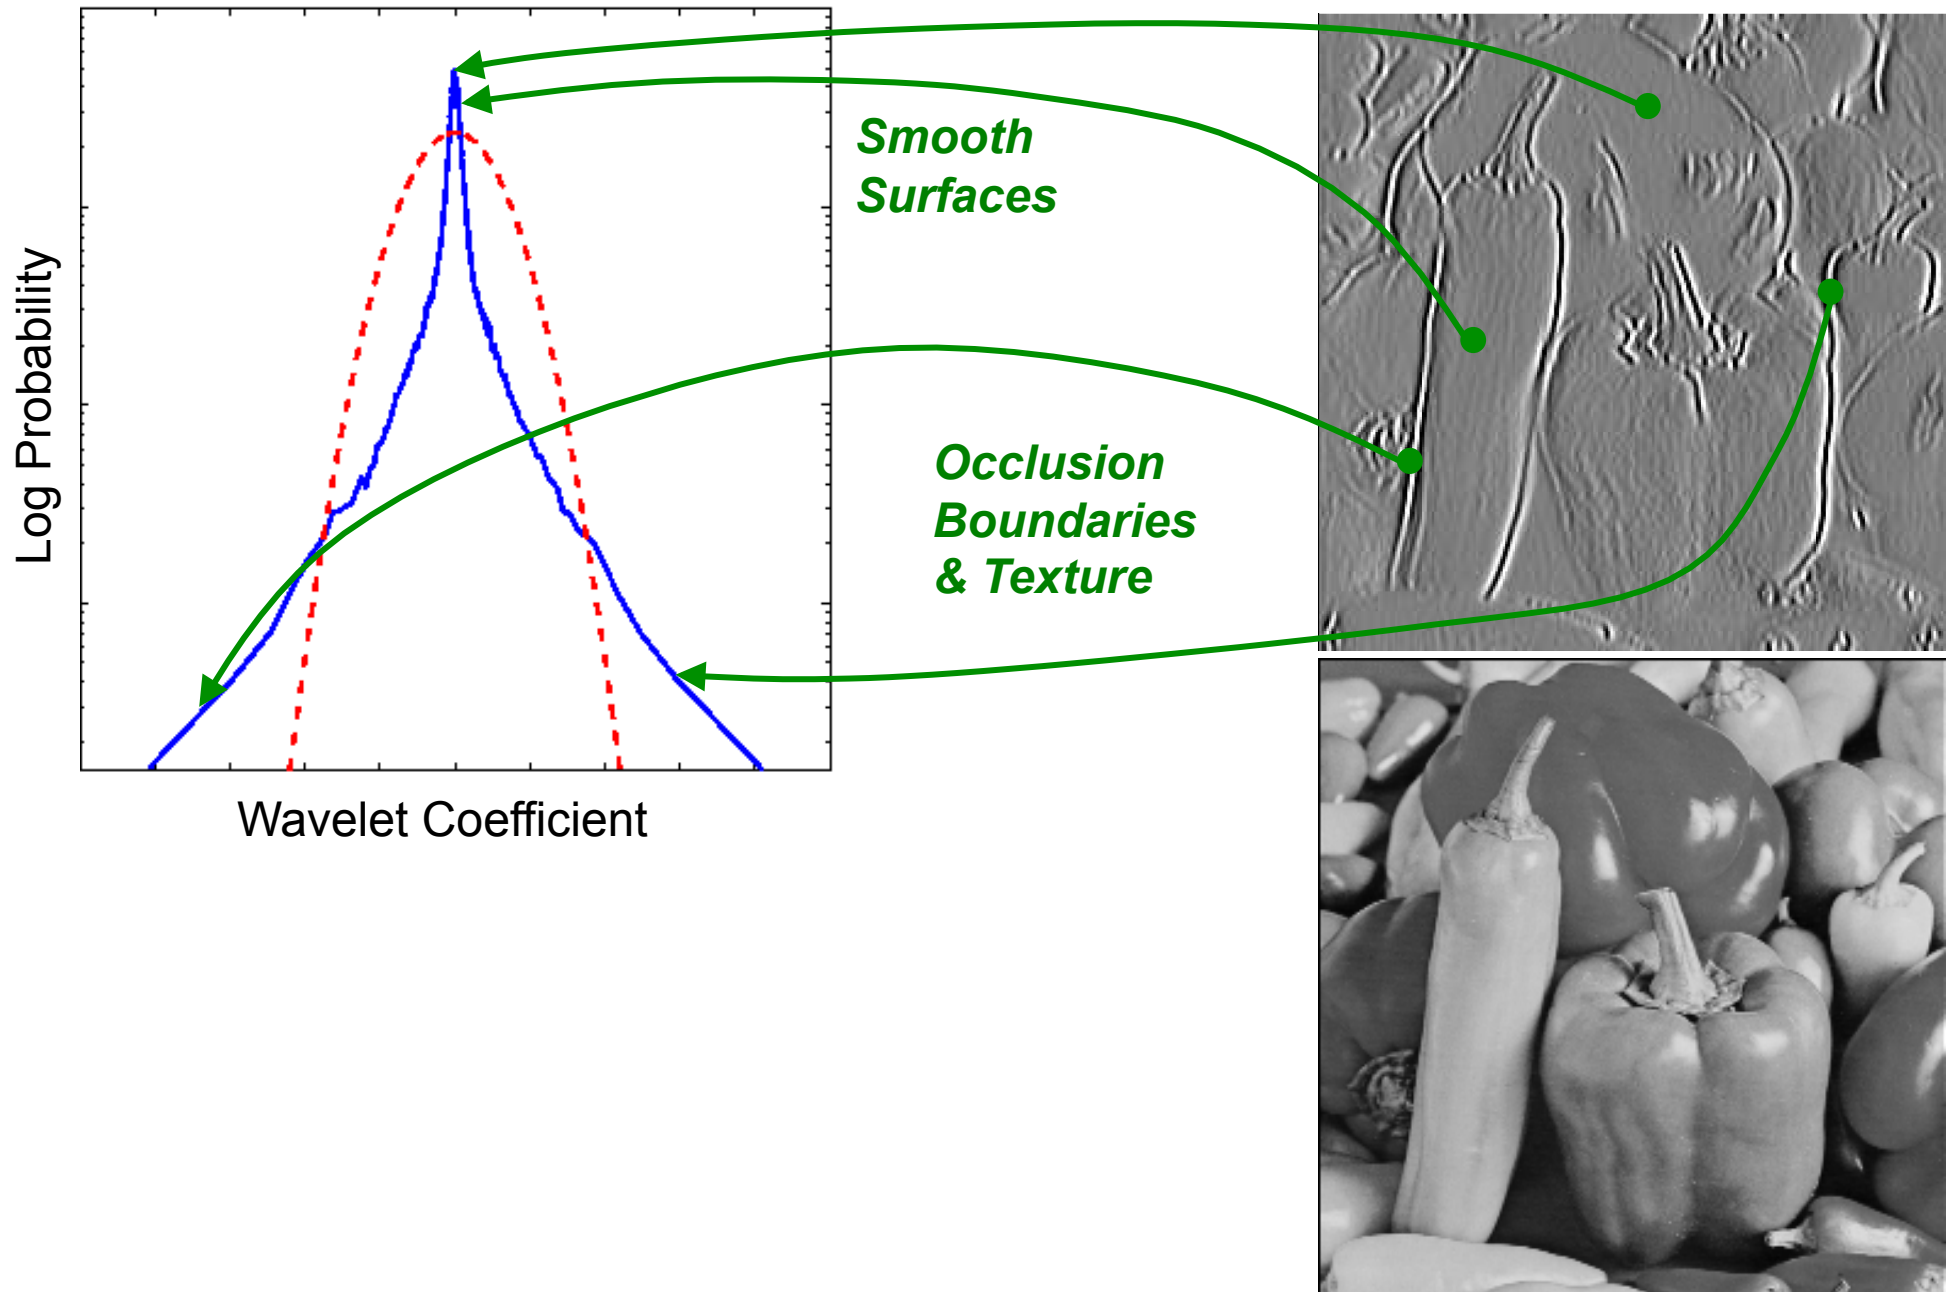 Smooth
Surfaces
Log Probability
Occlusion
Boundaries
& Texture
Wavelet Coefficient